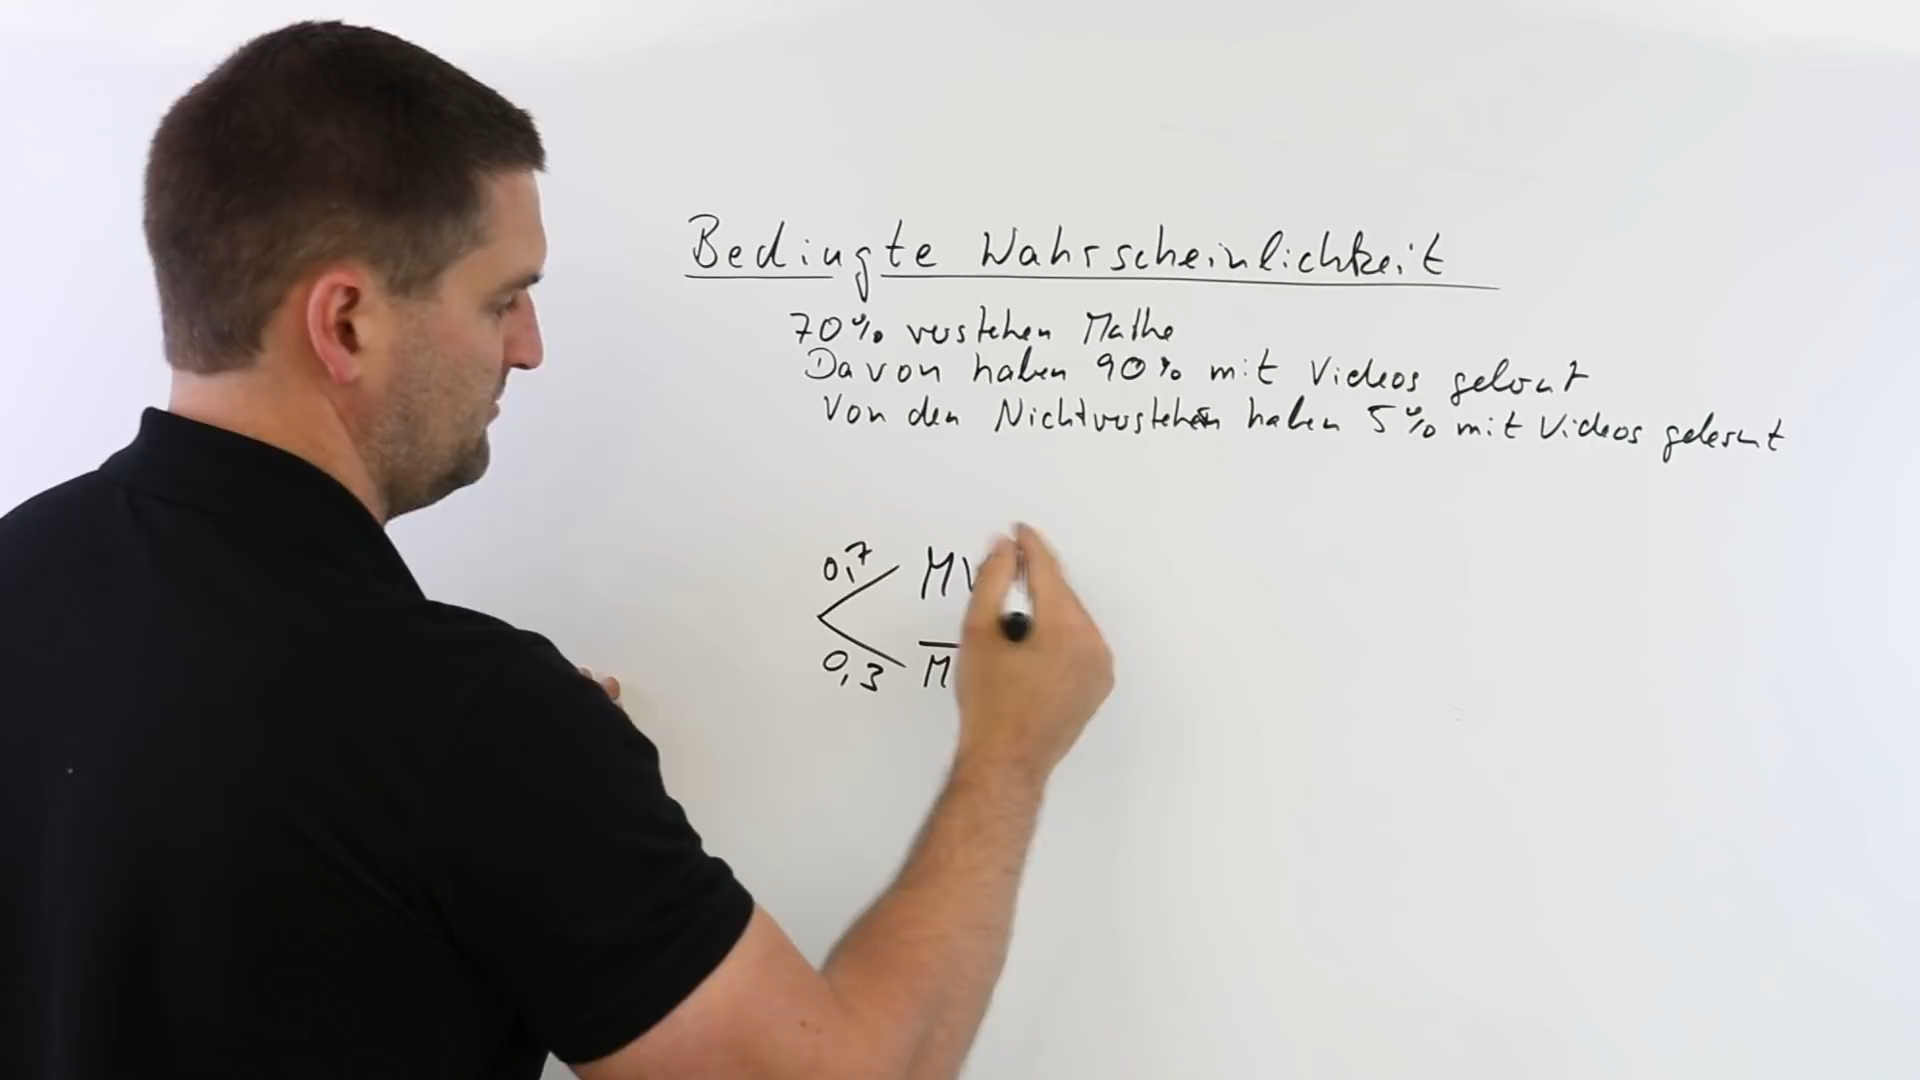 Bedingte Wahrscheinlichkeit
70% verstehen Mathe
Davon haben 90% mit Videos gelernt
Von den Nichtverstehern haben 5% mit Videos gelernt
0,7 MV
0,3 M